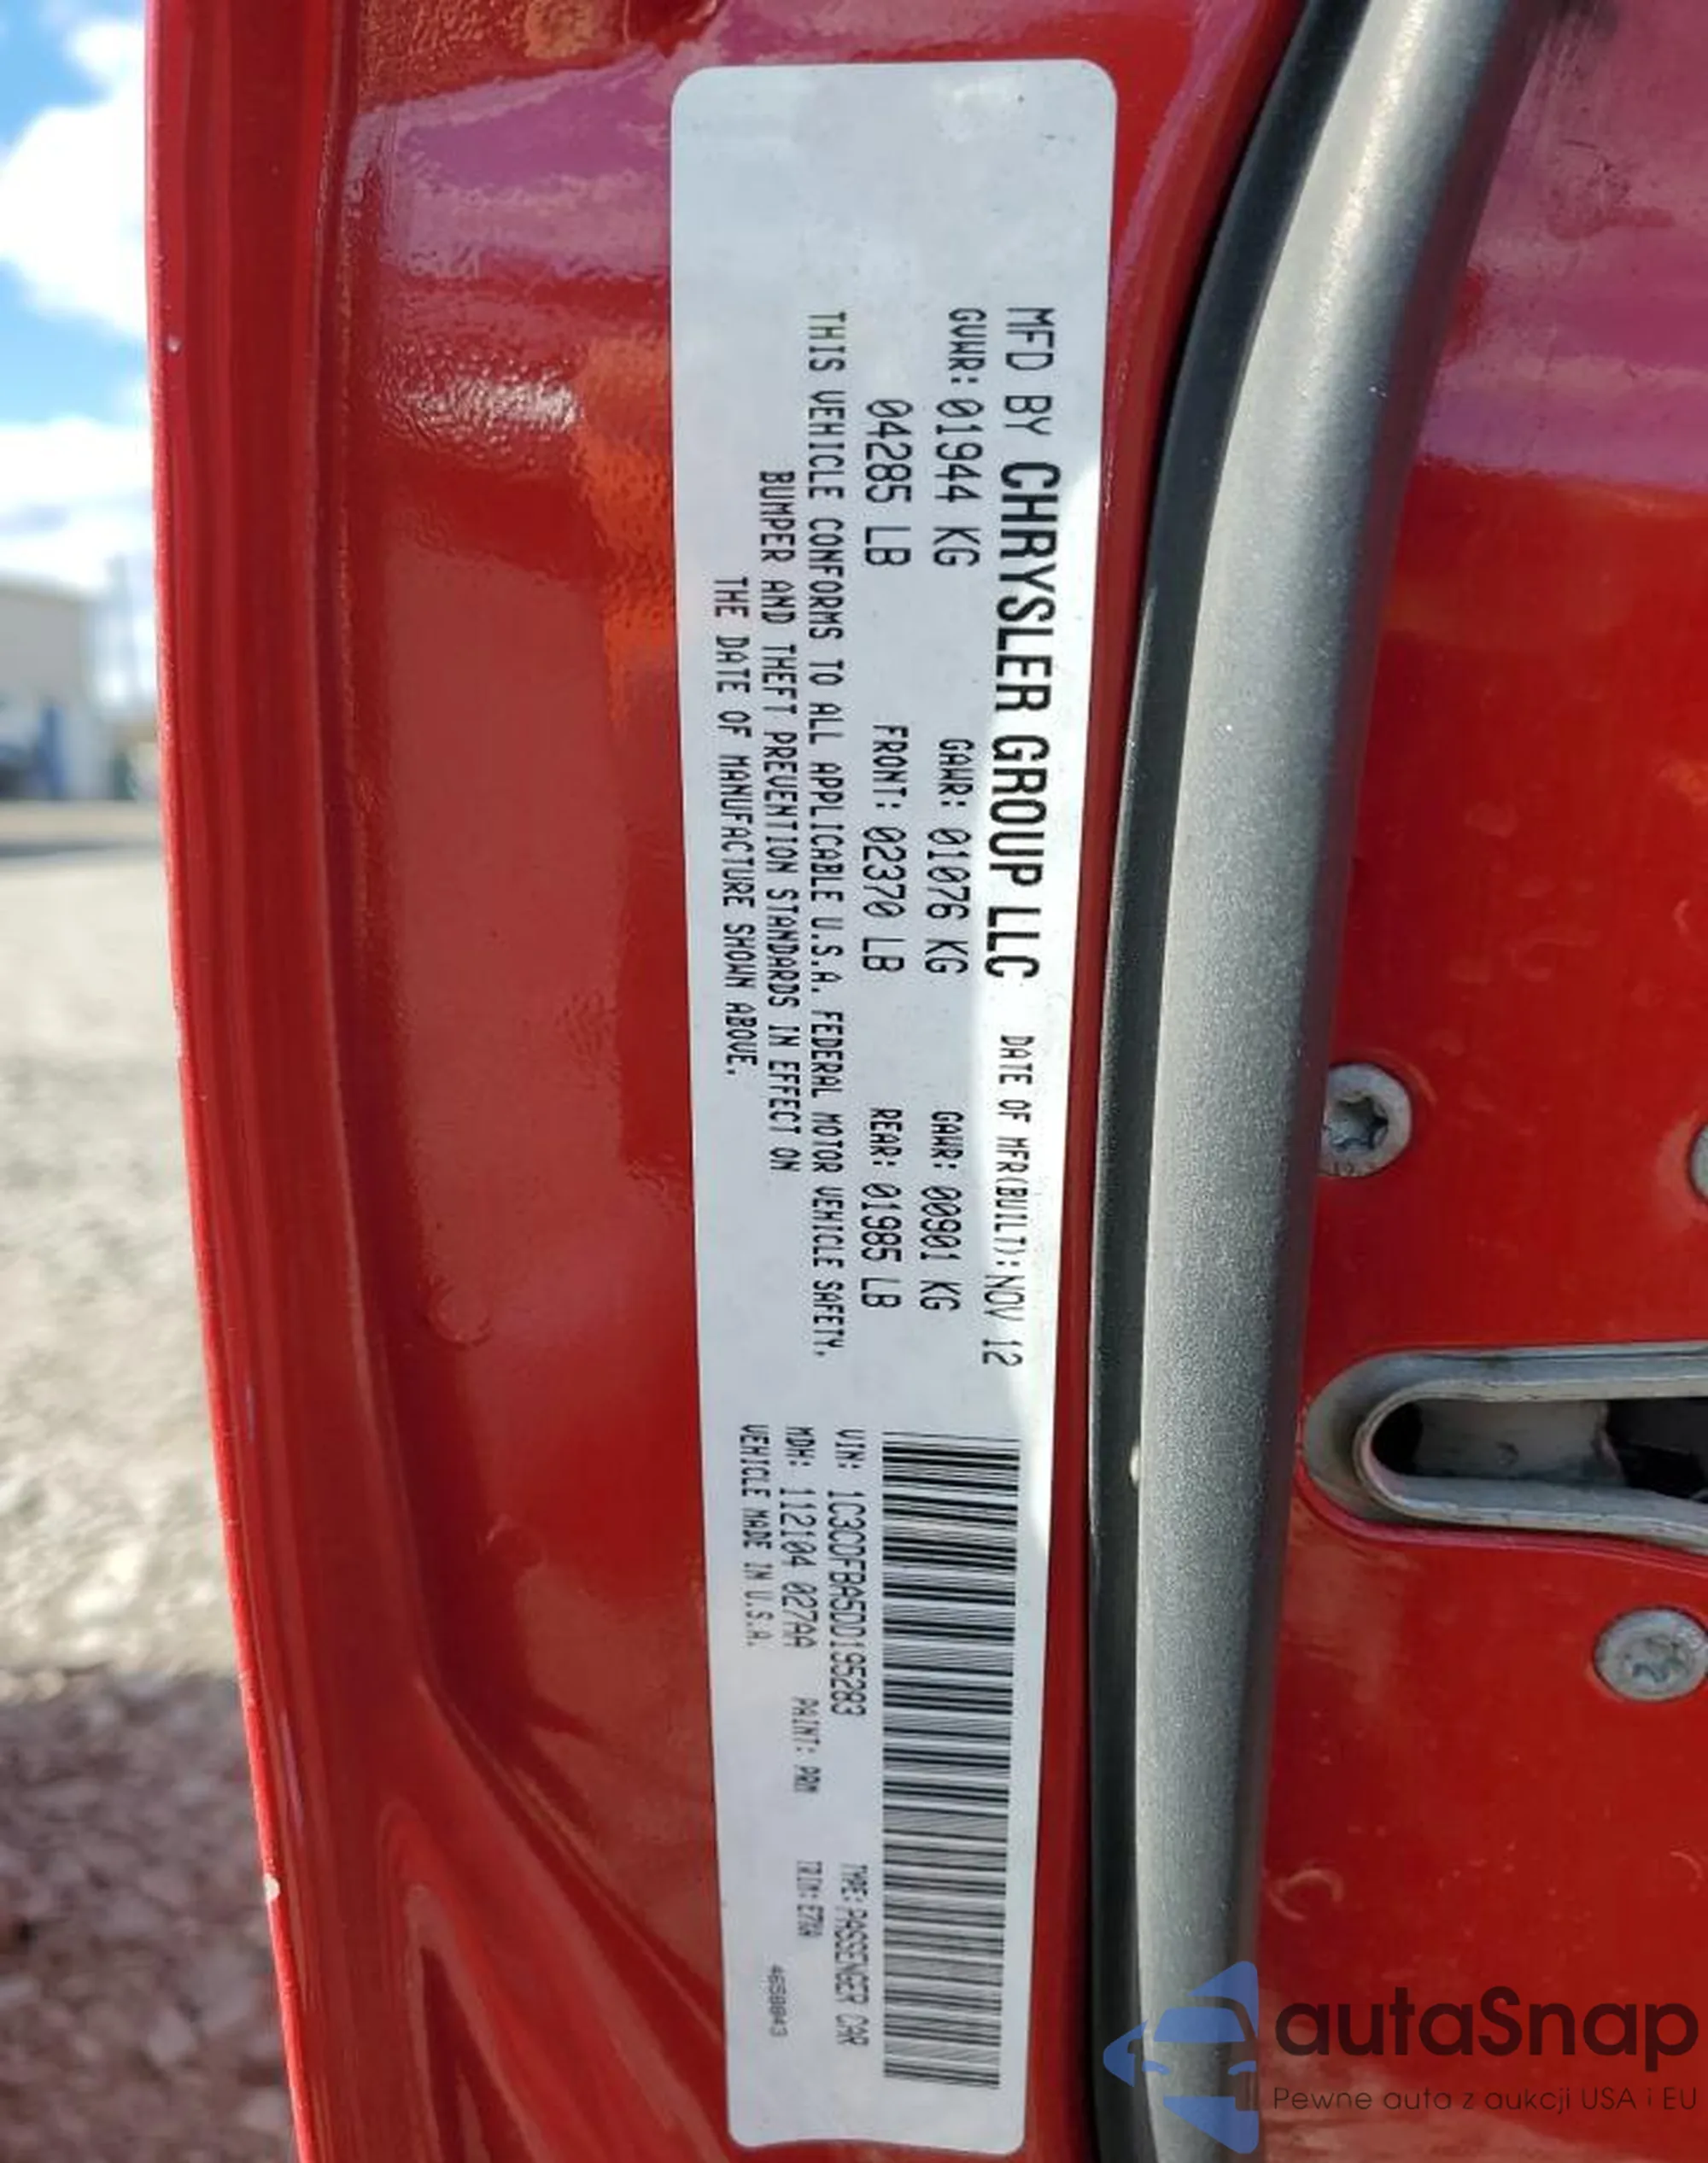 MFD BY CHRYSLER GROUP LLC DATE OF MFR(BUILT): NOV 12
GVWR: 01944 KG GAWR: 01076 KG GAWR: 00901 KG
04285 LB FRONT: 02370 LB REAR: 01985 LB
THIS VEHICLE CONFORMS TO ALL APPLICABLE U.S.A. FEDERAL MOTOR VEHICLE SAFETY,
BUMPER AND THEFT PREVENTION STANDARDS IN EFFECT ON
THE DATE OF MANUFACTURE SHOWN ABOVE.
VIN: 1C3CDFBA5DD195283 TYPE: PASSENGER CAR
MDH: 112104 027AA PAINT: PRM TRIM: E7XA
VEHICLE MADE IN U.S.A. 4658843
autaSnap
Pewne auta z aukcji USA i EU